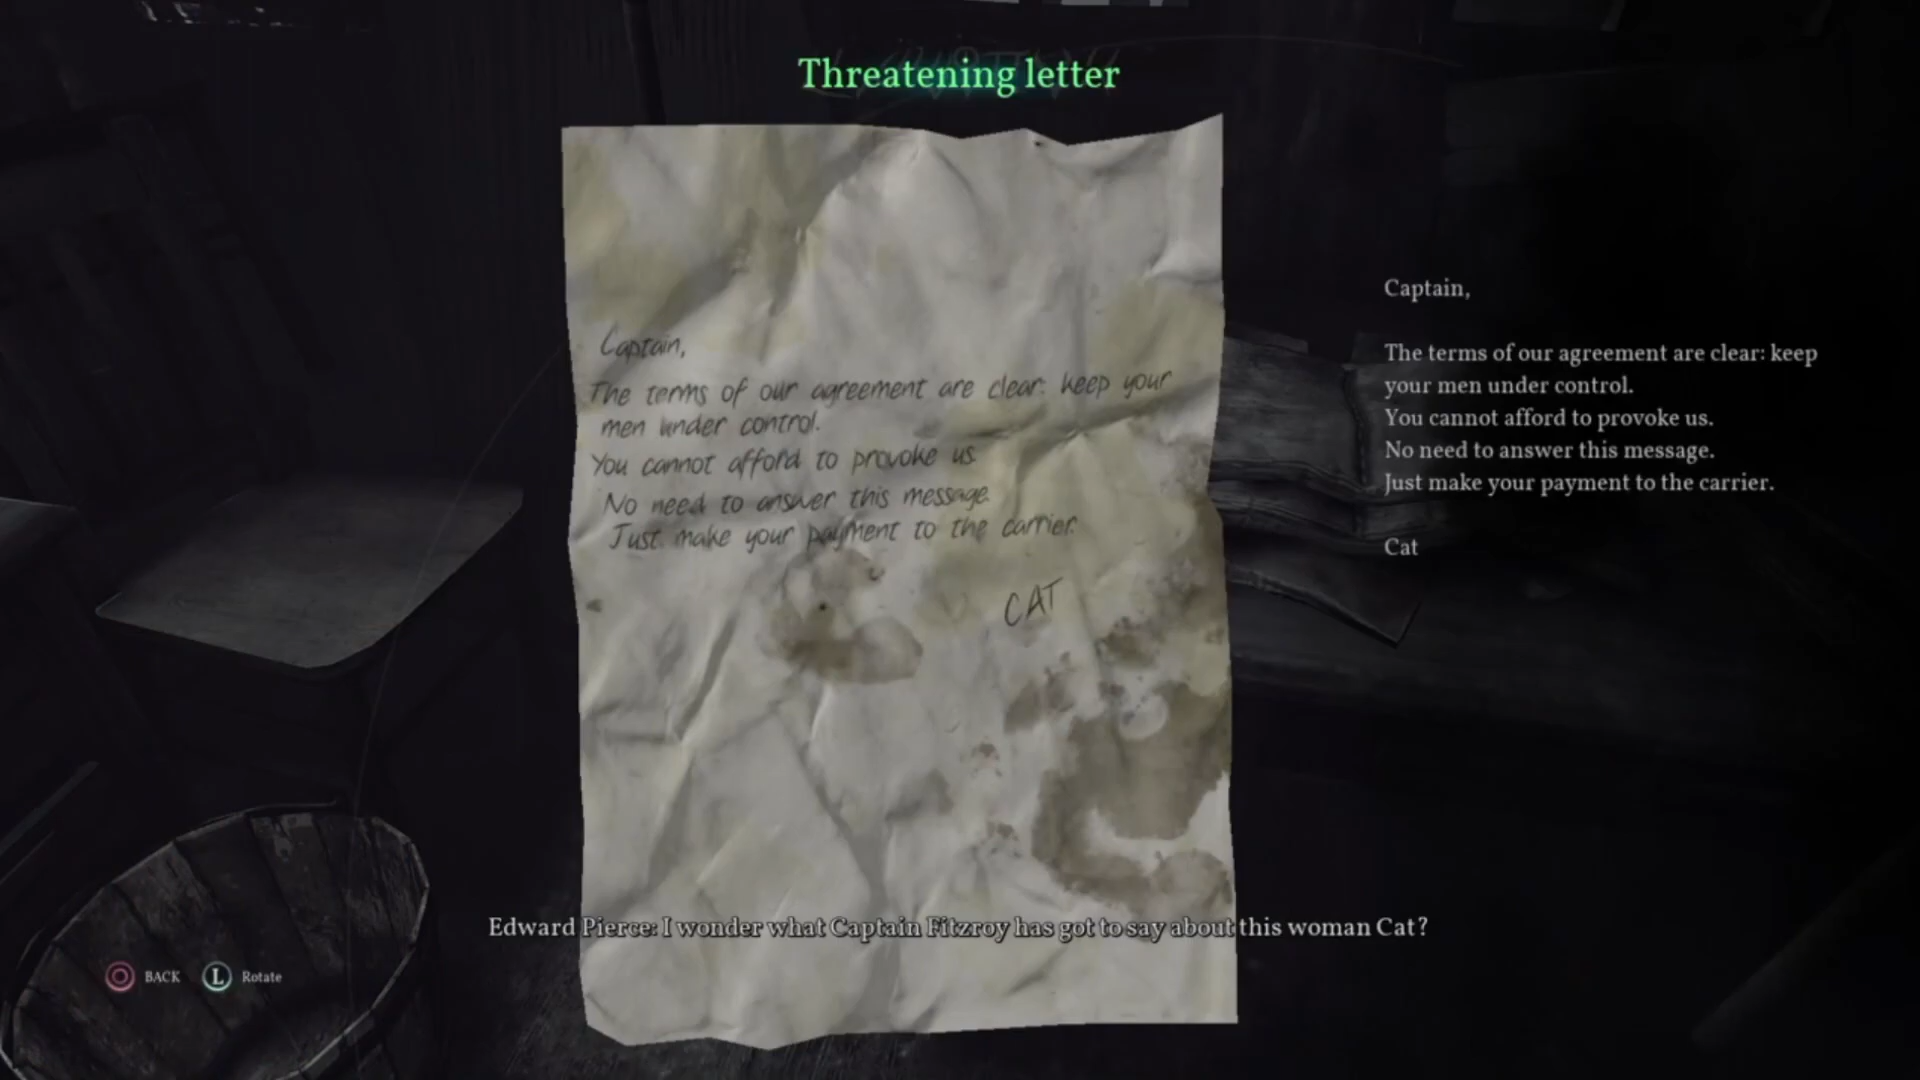 Threatening letter
Captain,
The terms of our agreement are clear: keep your
men under control.
You cannot afford to provoke us.
No need to answer this message.
Just make your payment to the carrier.
CAT
Captain,
The terms of our agreement are clear: keep
your men under control.
You cannot afford to provoke us.
No need to answer this message.
Just make your payment to the carrier.
Cat
Edward Pierce: I wonder what Captain Fitzroy has got to say about this woman Cat?
BACK L Rotate